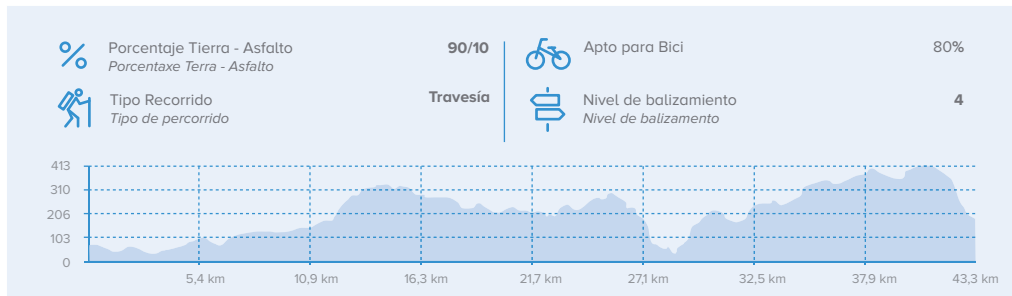 Porcentaje Tierra - Asfalto
Porcentaxe Terra - Asfalto
90/10
Tipo Recorrido
Tipo de percorrido
Travesía
Apto para Bici
80%
Nivel de balizamiento
Nivel de balizamento
4
413
310
206
103
0
5,4 km
10,9 km
16,3 km
21,7 km
27,1 km
32,5 km
37,9 km
43,3 km